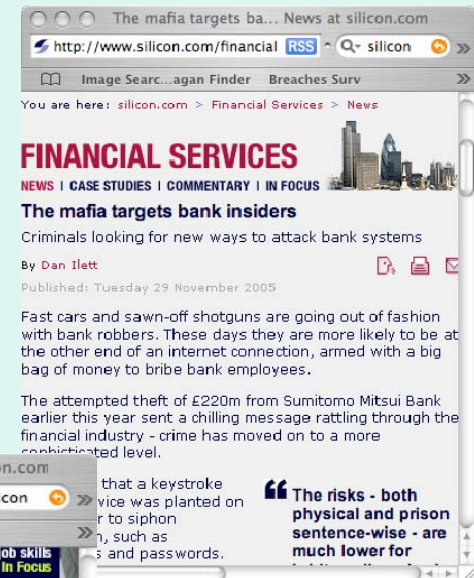 The mafia targets ba... News at silicon.com
http://www.silicon.com/financial RSS Q- silicon
Image Searc...agan Finder Breaches Surv
You are here: silicon.com > Financial Services > News
FINANCIAL SERVICES
NEWS | CASE STUDIES | COMMENTARY | IN FOCUS
The mafia targets bank insiders
Criminals looking for new ways to attack bank systems
By Dan Ilett
Published: Tuesday 29 November 2005
Fast cars and sawn-off shotguns are going out of fashion
with bank robbers. These days they are more likely to be at
the other end of an internet connection, armed with a big
bag of money to bribe bank employees.
The attempted theft of £220m from Sumitomo Mitsui Bank
earlier this year sent a chilling message rattling through the
financial industry - crime has moved on to a more
sophisticated level.
that a keystroke
vice was planted on
r to siphon
n, such as
s and passwords.
“ The risks - both
physical and prison
sentence-wise - are
much lower for
on.com
icon
ob skills
In Focus